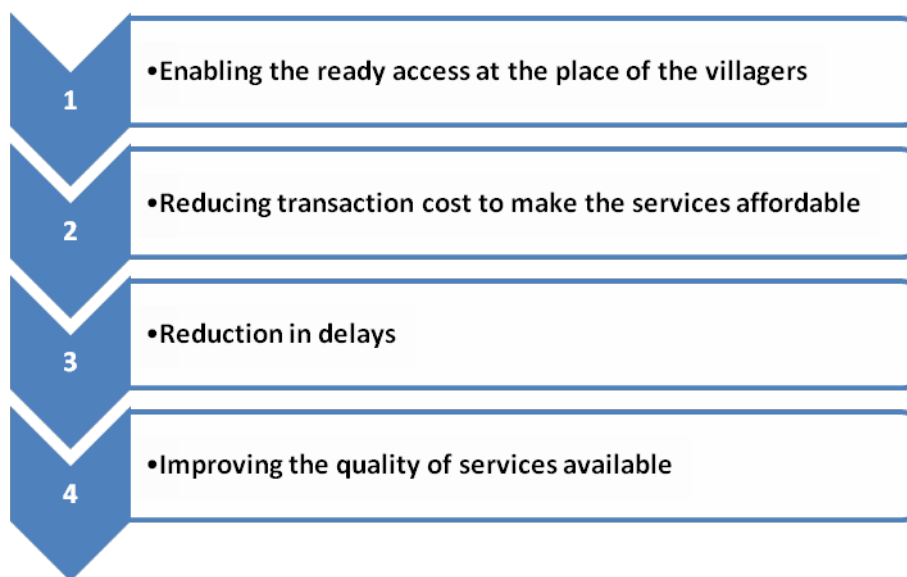 1
•Enabling the ready access at the place of the villagers
2
•Reducing transaction cost to make the services affordable
3
•Reduction in delays
4
•Improving the quality of services available